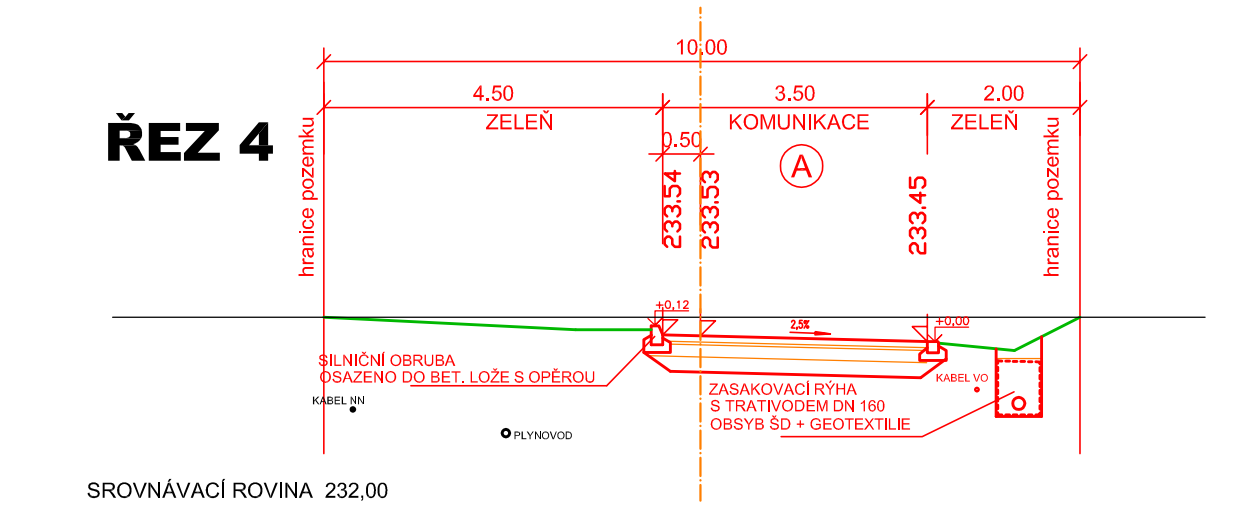 10.00
4.50
3.50
2.00
ŘEZ 4
ZELEŇ
KOMUNIKACE
ZELEŇ
0.50
A
hranice pozemku
233.54
233.53
233.45
hranice pozemku
+0,12
2,5%
+0,00
SILNIČNÍ OBRUBA
OSAZENO DO BET. LOŽE S OPĚROU
KABEL NN
PLYNOVOD
KABEL VO
ZASAKOVACÍ RÝHA
S TRATIVODEM DN 160
OBSYB ŠD + GEOTEXTILIE
SROVNÁVACÍ ROVINA 232,00